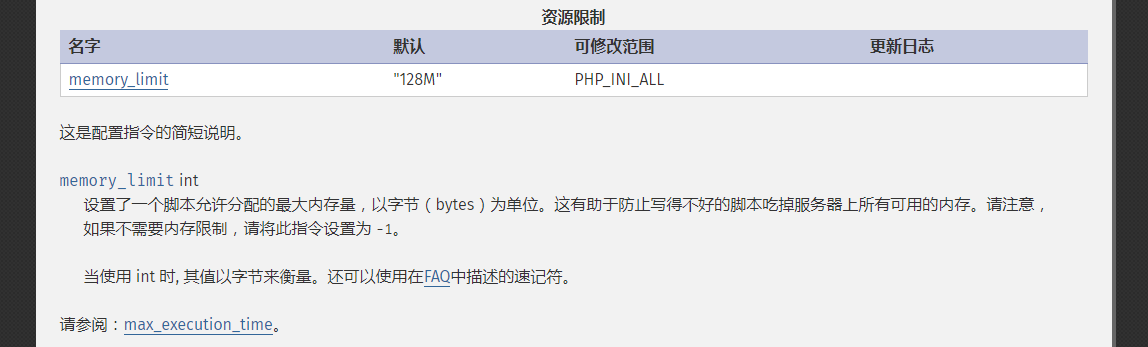 资源限制
名字 默认 可修改范围 更新日志
memory_limit "128M" PHP_INI_ALL
这是配置指令的简短说明。
memory_limit int
设置了一个脚本允许分配的最大内存量，以字节（bytes）为单位。这有助于防止写得不好的脚本吃掉服务器上所有可用的内存。请注意，
如果不需要内存限制，请将此指令设置为 -1。
当使用 int 时, 其值以字节来衡量。还可以使用在FAQ中描述的速记符。
请参阅：max_execution_time。